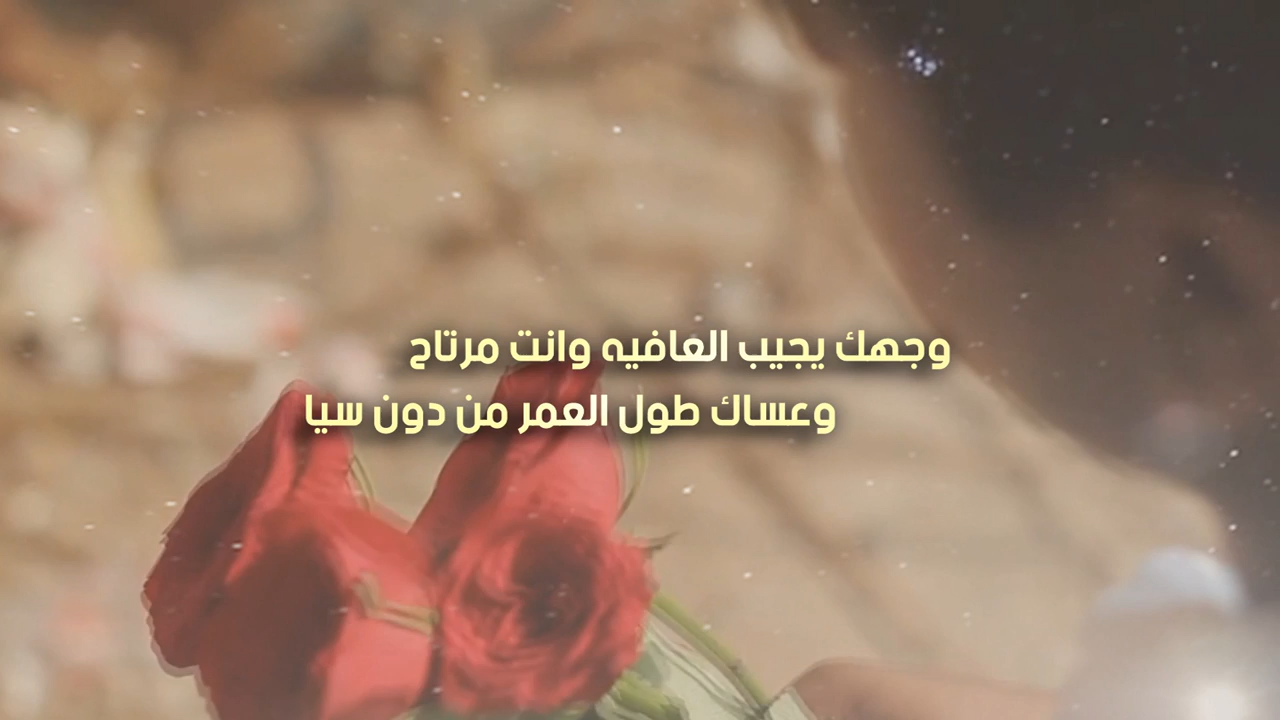 وجهك يجيب العافيه وانت مرتاح
وعساك طول العمر من دون سيا